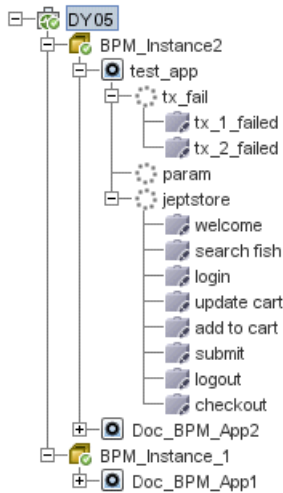 DY05
BPM_Instance2
test_app
tx_fail
tx_1_failed
tx_2_failed
param
jeptstore
welcome
search fish
login
update cart
add to cart
submit
logout
checkout
Doc_BPM_App2
BPM_Instance_1
Doc_BPM_App1